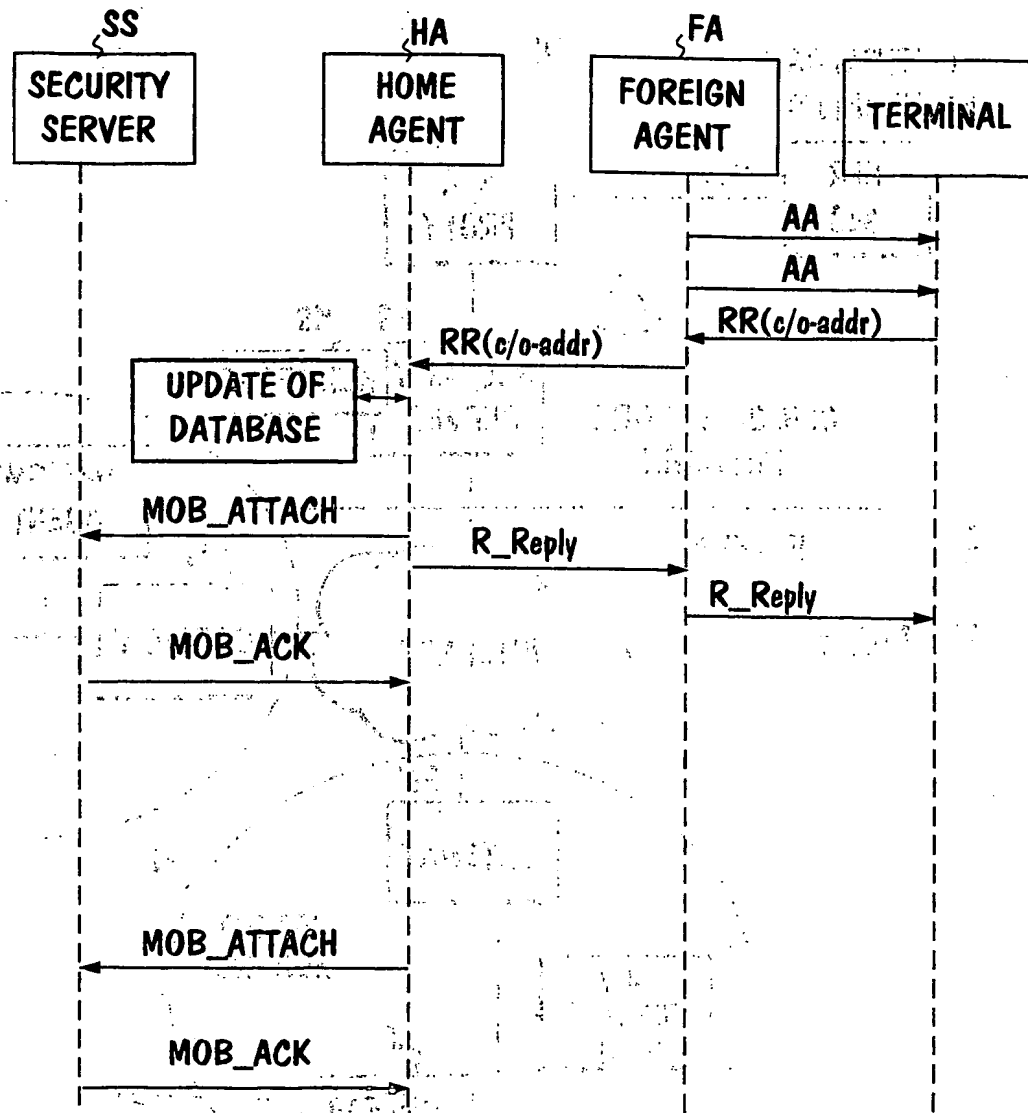 SS
HA
FA
SECURITY
SERVER
HOME
AGENT
FOREIGN
AGENT
TERMINAL
AA
AA
RR(c/o-addr)
RR(c/o-addr)
UPDATE OF
DATABASE
MOB_ATTACH
R_Reply
R_Reply
MOB_ACK
MOB_ATTACH
MOB_ACK